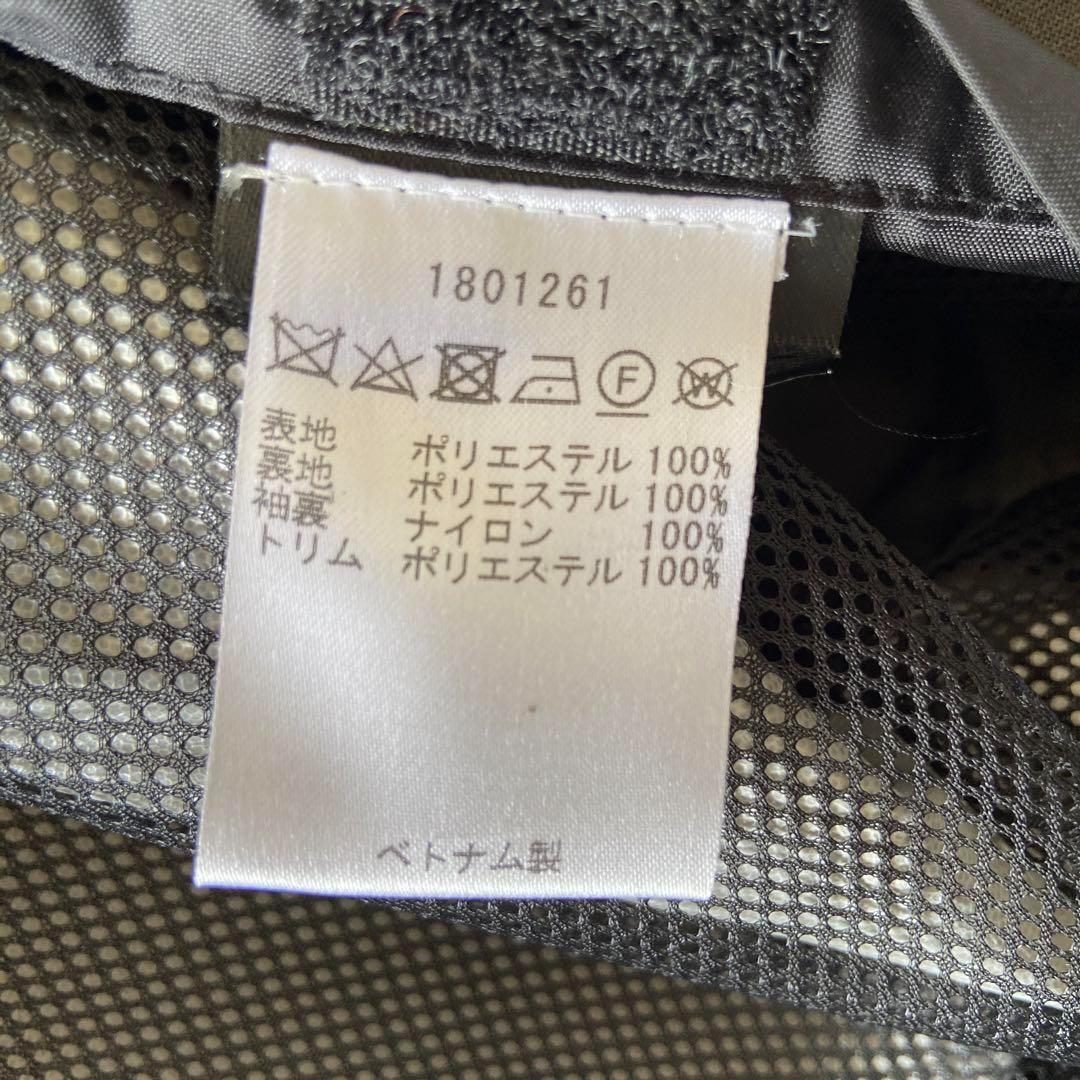 1801261
F W
表地 ポリエステル 100%
裏地 ポリエステル 100%
袖裏 ナイロン 100%
トリム ポリエステル 100%
ベトナム製